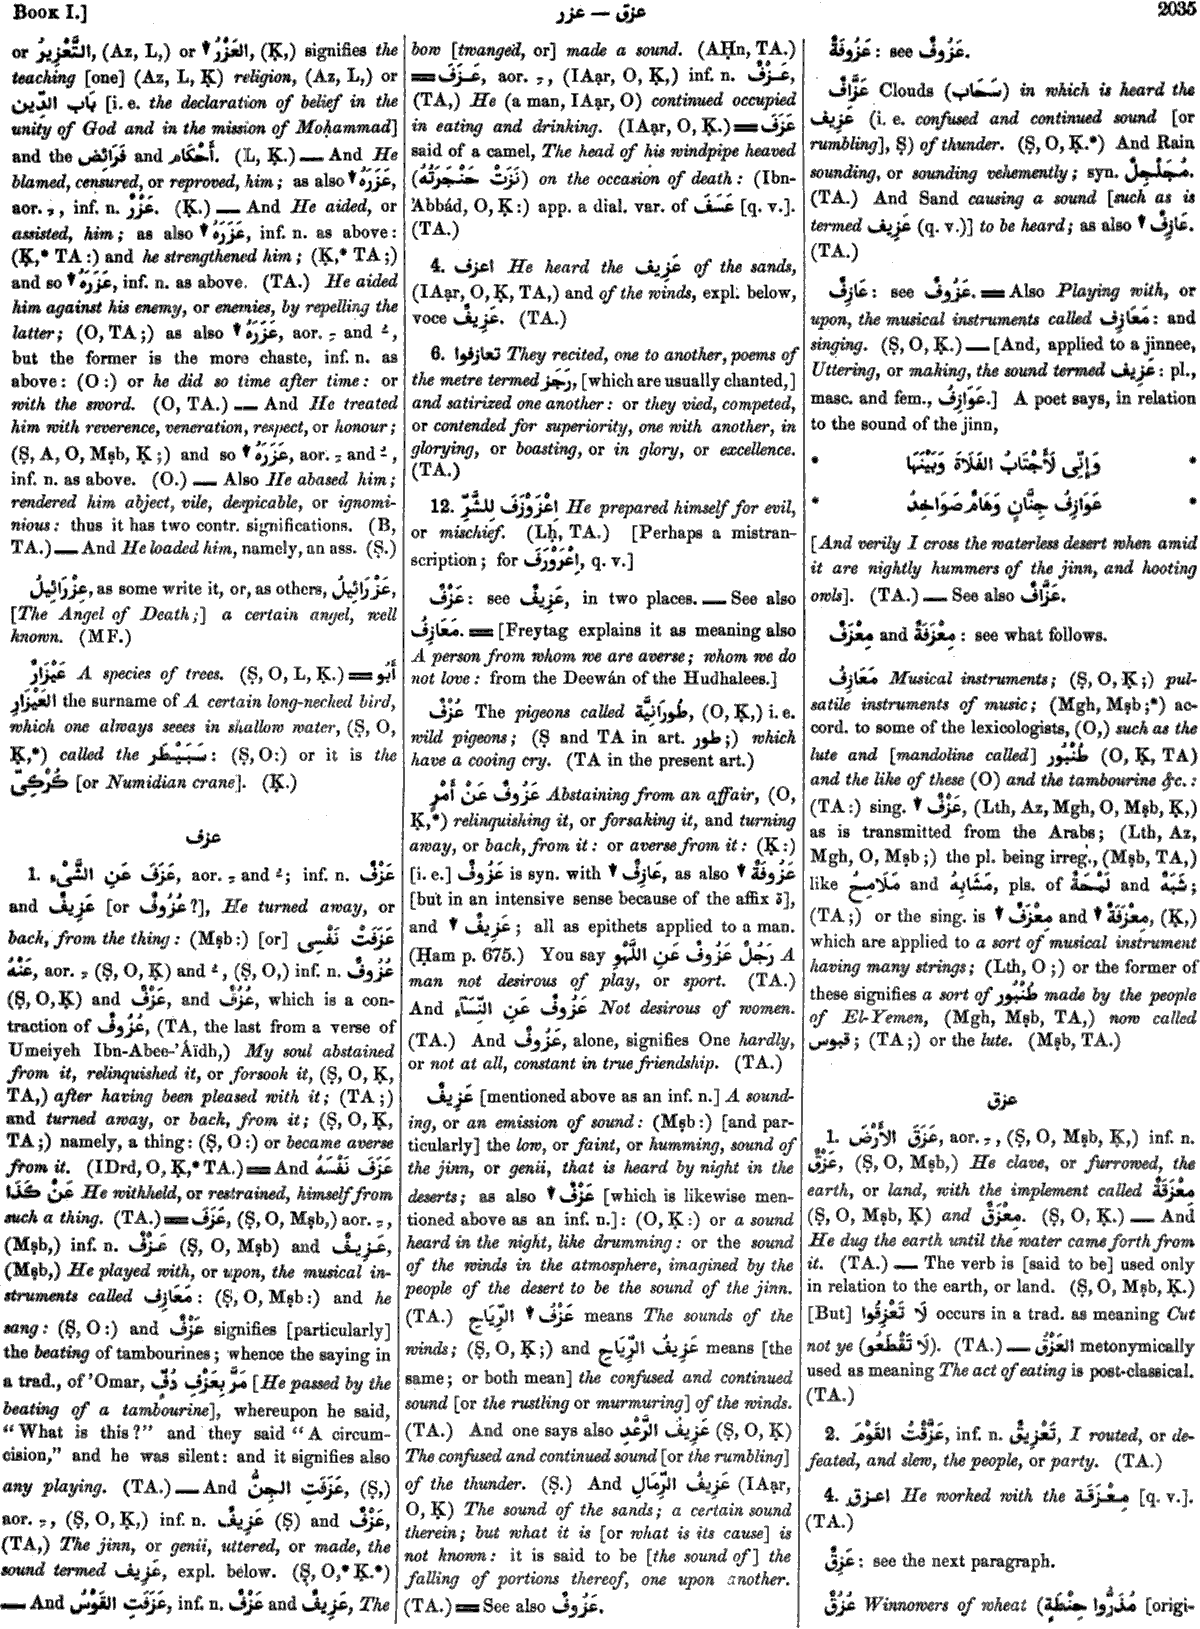 BOOK I.]
عزق — عزر
2035
or التَّعْزِيرُ, (Az, L,) or ▼ العَزْرُ, (Ḳ,) signifies the
teaching [one] (Az, L, Ḳ) religion, (Az, L,) or
بَاب الدِّين [i. e. the declaration of belief in the
unity of God and in the mission of Moḥammad]
and the فَرَائِض and أَحْكَام. (L, Ḳ.) — And He
blamed, censured, or reproved, him; as also ▼ عَزَرَهُ,
aor. ـِ, inf. n. عَزْرٌ. (Ḳ.) — And He aided, or
assisted, him; as also ▼ عَزَرَهُ, inf. n. as above:
(Ḳ,* TA:) and he strengthened him; (Ḳ,* TA;)
and so ▼ عَزَرَهُ, inf. n. as above. (TA.) He aided
him against his enemy, or enemies, by repelling the
latter; (O, TA;) as also ▼ عَزَرَهُ, aor. ـِ and ـُ,
but the former is the more chaste, inf. n. as
above: (O:) or he did so time after time: or
with the sword. (O, TA.) — And He treated
him with reverence, veneration, respect, or honour;
(Ṣ, A, O, Mṣb, Ḳ;) and so ▼ عَزَرَهُ, aor. ـِ and ـُ,
inf. n. as above. (O.) — Also He abased him;
rendered him abject, vile, despicable, or ignomi-
nious: thus it has two contr. significations. (B,
TA.) — And He loaded him, namely, an ass. (Ṣ.)
عِزْرَائِيلُ, as some write it, or, as others, عَزْرَائِيلُ,
[The Angel of Death;] a certain angel, well
known. (MF.)
عَيْزَارٌ A species of trees. (Ṣ, O, L, Ḳ.) ═ أَبُو
العَيْزَارِ the surname of A certain long-necked bird,
which one always sees in shallow water, (Ṣ, O,
Ḳ,*) called the سَبَيْطَر: (Ṣ, O:) or it is the
كُرْكِىّ [or Numidian crane]. (Ḳ.)
عزف
1. عَزَفَ عَنِ الشَّىْءِ, aor. ـِ and ـُ; inf. n. عَزْفٌ
and عَزِيفٌ [or عُزُوفٌ ?], He turned away, or
back, from the thing: (Mṣb:) [or] عَزَفَتْ نَفْسِى
عَنْهُ, aor. ـِ (Ṣ, O, Ḳ) and ـُ, (Ṣ, O,) inf. n. عُزُوفٌ
(Ṣ, O, Ḳ) and عَزْفٌ, and عُزُفٌ, which is a con-
traction of عُزُوفٌ, (TA, the last from a verse of
Umeiyeh Ibn-Abee-'Áïdh,) My soul abstained
from it, relinquished it, or forsook it, (Ṣ, O, Ḳ,
TA,) after having been pleased with it; (TA;)
and turned away, or back, from it; (Ṣ, O, Ḳ,
TA;) namely, a thing: (Ṣ, O:) or became averse
from it. (IDrd, O, Ḳ,* TA.) ═ And عَزَفَ نَفْسَهُ
عَنْ كَذَا He withheld, or restrained, himself from
such a thing. (TA.) ═ عَزَفَ, (Ṣ, O, Mṣb,) aor. ـِ,
(Mṣb,) inf. n. عَزْفٌ (Ṣ, O, Mṣb) and عَزِيفٌ,
(Mṣb,) He played with, or upon, the musical in-
struments called مَعَازِف: (Ṣ, O, Mṣb:) and he
sang: (Ṣ, O:) and عَزْفٌ signifies [particularly]
the beating of tambourines; whence the saying in
a trad., of 'Omar, مَرَّ بِعَزْفِ دُفٍّ [He passed by the
beating of a tambourine], whereupon he said,
"What is this?" and they said "A circum-
cision," and he was silent: and it signifies also
any playing. (TA.) — And عَزَفَتِ الجِنُّ, (Ṣ,)
aor. ـِ, (Ṣ, O, Ḳ,) inf. n. عَزِيفٌ (Ṣ) and عَزْفٌ,
(TA,) The jinn, or genii, uttered, or made, the
sound termed عَزِيف, expl. below. (Ṣ, O,* Ḳ.*)
— And عَزَفَتِ القَوْسُ, inf. n. عَزْفٌ and عَزِيفٌ, The
bow [twanged, or] made a sound. (AḤn, TA.)
═ عَزَفَ, aor. ـِ, (IAạr, O, Ḳ,) inf. n. عَزْفٌ,
(TA,) He (a man, IAạr, O) continued occupied
in eating and drinking. (IAạr, O, Ḳ.) ═ عَزَفَ
said of a camel, The head of his windpipe heaved
(نَزَتْ حَنْجَرَتُهُ) on the occasion of death: (Ibn-
'Abbád, O, Ḳ:) app. a dial. var. of عَسَفَ [q. v.].
(TA.)
4. اعزف He heard the عَزِيف of the sands,
(IAạr, O, Ḳ, TA,) and of the winds, expl. below,
voce عَزِيفٌ. (TA.)
6. تعازفوا They recited, one to another, poems of
the metre termed رَجَز, [which are usually chanted,]
and satirized one another: or they vied, competed,
or contended for superiority, one with another, in
glorying, or boasting, or in glory, or excellence.
(TA.)
12. اِعْزَوْزَفَ لِلشَّرِّ He prepared himself for evil,
or mischief. (Lḥ, TA.) [Perhaps a mistran-
scription; for اِعْرَوْرَفَ, q. v.]
عَزْفٌ: see عَزِيفٌ, in two places. — See also
مَعَازِفُ. ═ [Freytag explains it as meaning also
A person from whom we are averse; whom we do
not love: from the Deewán of the Hudhalees.]
عُزْفٌ The pigeons called طُورَانِيَّة, (O, Ḳ,) i. e.
wild pigeons; (Ṣ and TA in art. طور;) which
have a cooing cry. (TA in the present art.)
عَزُوفٌ عَنْ أَمْرٍ Abstaining from an affair, (O,
Ḳ,*) relinquishing it, or forsaking it, and turning
away, or back, from it: or averse from it: (Ḳ:)
[i. e.] عَزُوفٌ is syn. with ▼ عَازِفٌ, as also ▼ عَزُوفَةٌ
[but in an intensive sense because of the affix ة],
and ▼ عَزِيفٌ; all as epithets applied to a man.
(Ḥam p. 675.) You say رَجُلٌ عَزُوفٌ عَنِ اللَّهْوِ A
man not desirous of play, or sport. (TA.)
And عَزُوفٌ عَنِ النِّسَآءِ Not desirous of women.
(TA.) And عَزُوفٌ, alone, signifies One hardly,
or not at all, constant in true friendship. (TA.)
عَزِيفٌ [mentioned above as an inf. n.] A sound-
ing, or an emission of sound: (Mṣb:) [and par-
ticularly] the low, or faint, or humming, sound of
the jinn, or genii, that is heard by night in the
deserts; as also ▼ عَزْفٌ [which is likewise men-
tioned above as an inf. n.]: (O, Ḳ:) or a sound
heard in the night, like drumming: or the sound
of the winds in the atmosphere, imagined by the
people of the desert to be the sound of the jinn.
(TA.) عَزْفُ ▼ الرِّيَاحِ means The sounds of the
winds; (Ṣ, O, Ḳ;) and عَزِيفُ الرِّيَاحِ means [the
same; or both mean] the confused and continued
sound [or the rustling or murmuring] of the winds.
(TA.) And one says also عَزِيفُ الرَّعْدِ (Ṣ, O, Ḳ)
The confused and continued sound [or the rumbling]
of the thunder. (Ṣ.) And عَزِيفُ الرِّمَالِ (IAạr,
O, Ḳ) The sound of the sands; a certain sound
therein; but what it is [or what is its cause] is
not known: it is said to be [the sound of] the
falling of portions thereof, one upon another.
(TA.) ═ See also عَزُوفٌ.
عَزُوفَةٌ: see عَزُوفٌ.
عَزَّافٌ Clouds (سَحَاب) in which is heard the
عَزِيف (i. e. confused and continued sound [or
rumbling], Ṣ) of thunder. (Ṣ, O, Ḳ.*) And Rain
sounding, or sounding vehemently; syn. مُجَلْجِلٌ.
(TA.) And Sand causing a sound [such as is
termed عَزِيف (q. v.)] to be heard; as also ▼ عَازِفٌ.
(TA.)
عَازِفٌ: see عَزُوفٌ. ═ Also Playing with, or
upon, the musical instruments called مَعَازِف: and
singing. (Ṣ, O, Ḳ.) — [And, applied to a jinnee,
Uttering, or making, the sound termed عَزِيف: pl.,
masc. and fem., عَوَازِفُ.] A poet says, in relation
to the sound of the jinn,
* وَإِنِّى لَأَجْتَابُ الفَلَاةَ وَبَيْنَهَا *
* عَوَازِفُ جِنَّانٍ وَهَامٌ صَوَاخِدُ *
[And verily I cross the waterless desert when amid
it are nightly hummers of the jinn, and hooting
owls]. (TA.) — See also عَزَّافٌ.
مِعْزَفٌ and مِعْزَفَةٌ: see what follows.
مَعَازِفُ Musical instruments; (Ṣ, O, Ḳ;) pul-
satile instruments of music; (Mgh, Mṣb;*) ac-
cord. to some of the lexicologists, (O,) such as the
lute and [mandoline called] طُنْبُور (O, Ḳ, TA)
and the like of these (O) and the tambourine &c.:
(TA:) sing. ▼ عَزْفٌ, (Lth, Az, Mgh, O, Mṣb, Ḳ,)
as is transmitted from the Arabs; (Lth, Az,
Mgh, O, Mṣb;) the pl. being irreg., (Mṣb, TA,)
like مَلَامِحُ and مَشَابِهُ, pls. of لَمْحَةٌ and شَبَهٌ;
(TA;) or the sing. is ▼ مِعْزَفٌ and ▼ مِعْزَفَةٌ, (Ḳ,)
which are applied to a sort of musical instrument
having many strings; (Lth, O;) or the former of
these signifies a sort of طُنْبُور made by the people
of El-Yemen, (Mgh, Mṣb, TA,) now called
قبوس; (TA;) or the lute. (Mṣb, TA.)
عزق
1. عَزَقَ الأَرْضَ, aor. ـِ, (Ṣ, O, Mṣb, Ḳ,) inf. n.
عَزْقٌ, (Ṣ, O, Mṣb,) He clave, or furrowed, the
earth, or land, with the implement called مِعْزَقَة
(Ṣ, O, Mṣb, Ḳ) and مِعْزَقٌ. (Ṣ, O, Ḳ.) — And
He dug the earth until the water came forth from
it. (TA.) — The verb is [said to be] used only
in relation to the earth, or land. (Ṣ, O, Mṣb, Ḳ.)
[But] لَا تَعْزِقُوا occurs in a trad. as meaning Cut
not ye (لَا تَقْطَعُو). (TA.) — العَزْقُ metonymically
used as meaning The act of eating is post-classical.
(TA.)
2. عَزَّقْتُ القَوْمَ, inf. n. تَعْزِيقٌ, I routed, or de-
feated, and slew, the people, or party. (TA.)
4. اعزق He worked with the مِعْزَقَة [q. v.].
(TA.)
عَزِقٌ: see the next paragraph.
عُزُقٌ Winnowers of wheat (مُذَرُّوا حِنْطَةٍ [origi-